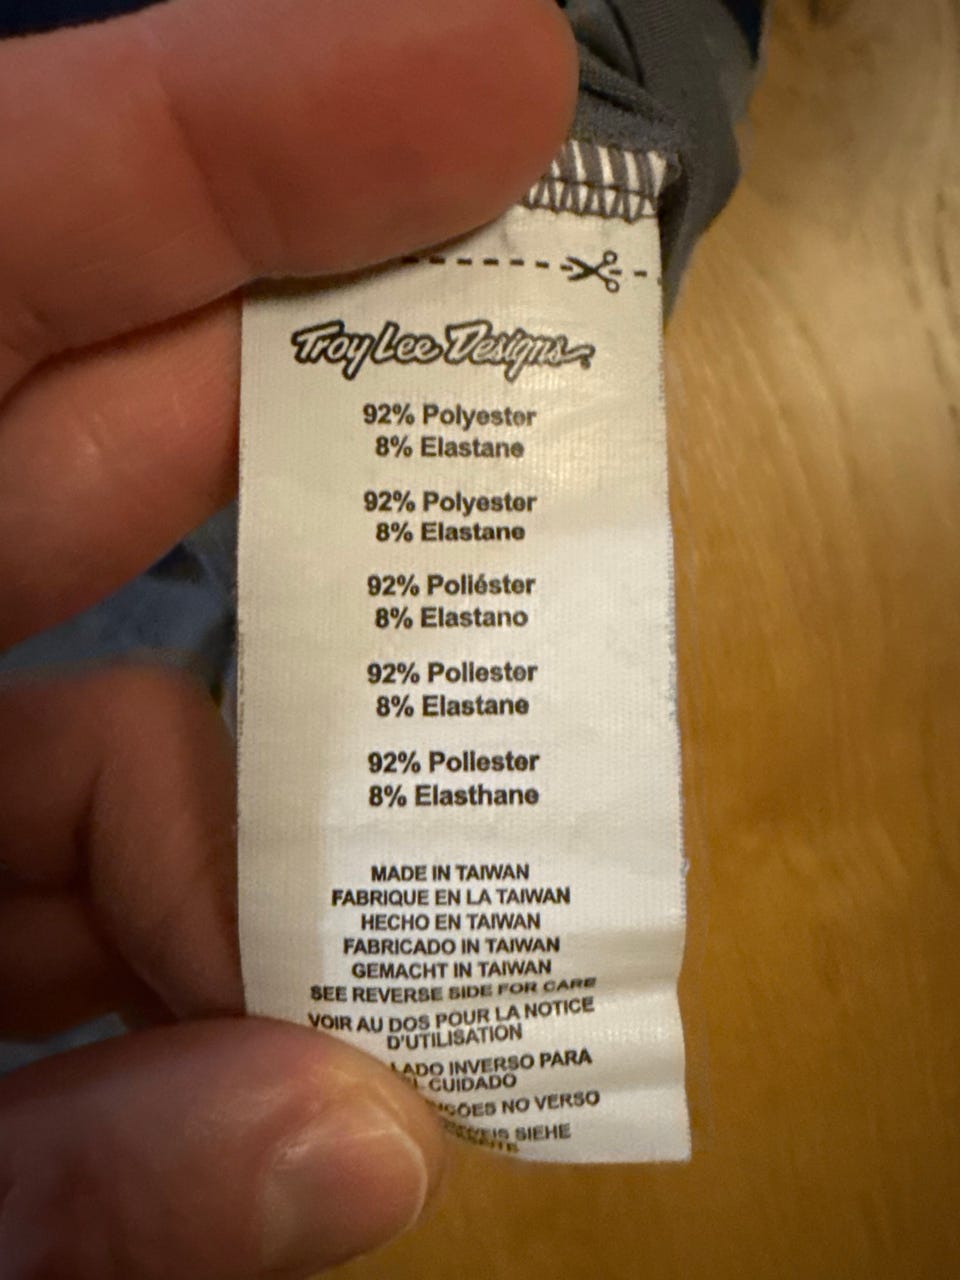 Troy Lee Designs
92% Polyester
8% Elastane
92% Polyester
8% Elastane
92% Poliéster
8% Elastano
92% Poliester
8% Elastane
92% Poliester
8% Elasthane
MADE IN TAIWAN
FABRIQUE EN LA TAIWAN
HECHO EN TAIWAN
FABRICADO IN TAIWAN
GEMACHT IN TAIWAN
SEE REVERSE SIDE FOR CARE
VOIR AU DOS POUR LA NOTICE
D'UTILISATION
LADO INVERSO PARA
CUIDADO
NO VERSO
SIEHE